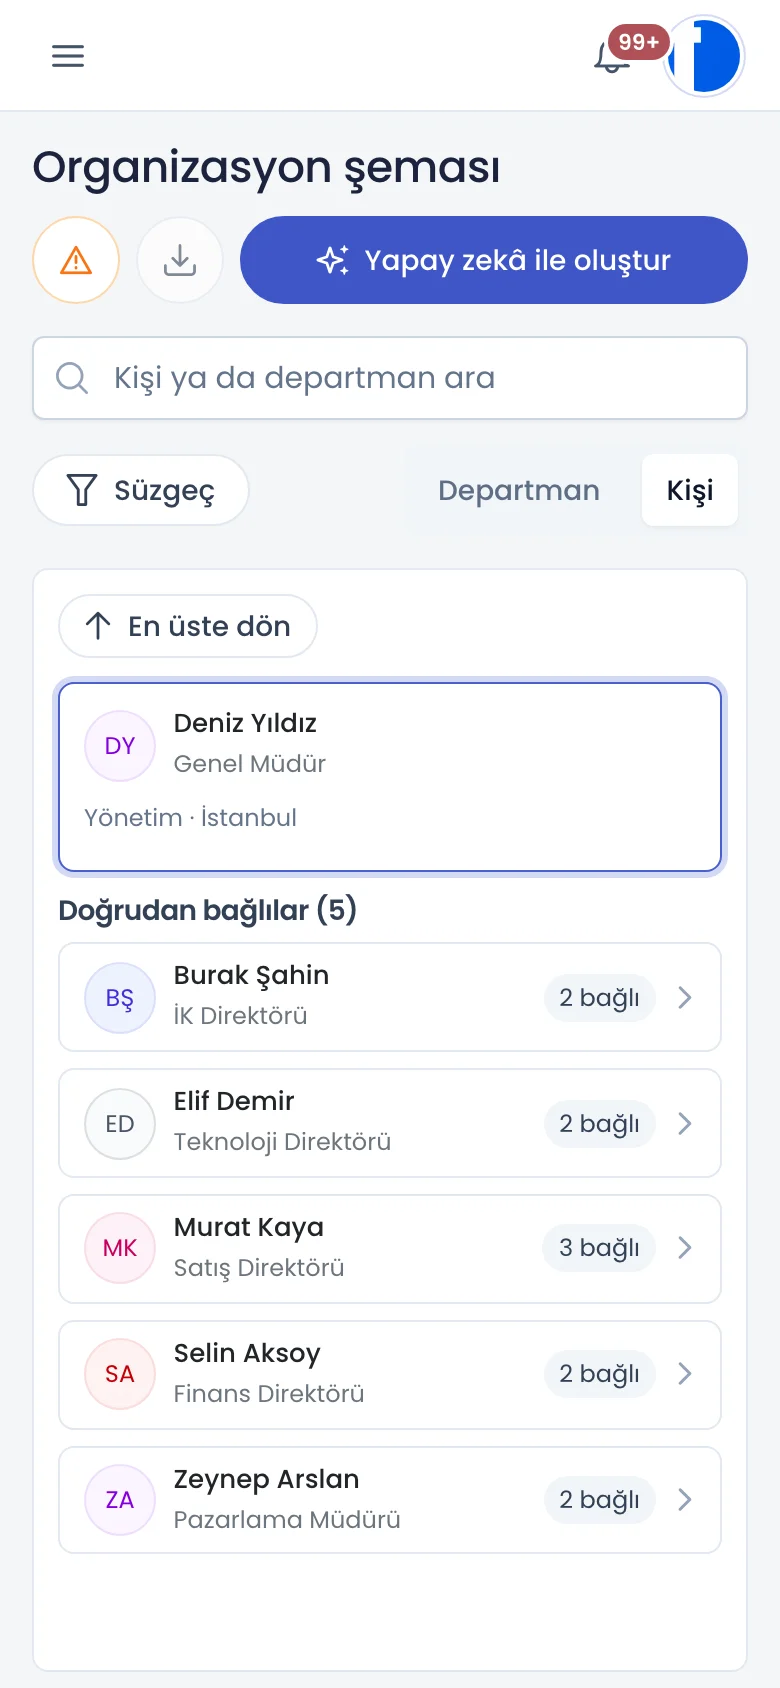 99+
Organizasyon şeması
Yapay zekâ ile oluştur
Kişi ya da departman ara
Süzgeç
Departman
Kişi
En üste dön
DY
Deniz Yıldız
Genel Müdür
Yönetim · İstanbul
Doğrudan bağlılar (5)
BŞ
Burak Şahin
İK Direktörü
2 bağlı
ED
Elif Demir
Teknoloji Direktörü
2 bağlı
MK
Murat Kaya
Satış Direktörü
3 bağlı
SA
Selin Aksoy
Finans Direktörü
2 bağlı
ZA
Zeynep Arslan
Pazarlama Müdürü
2 bağlı